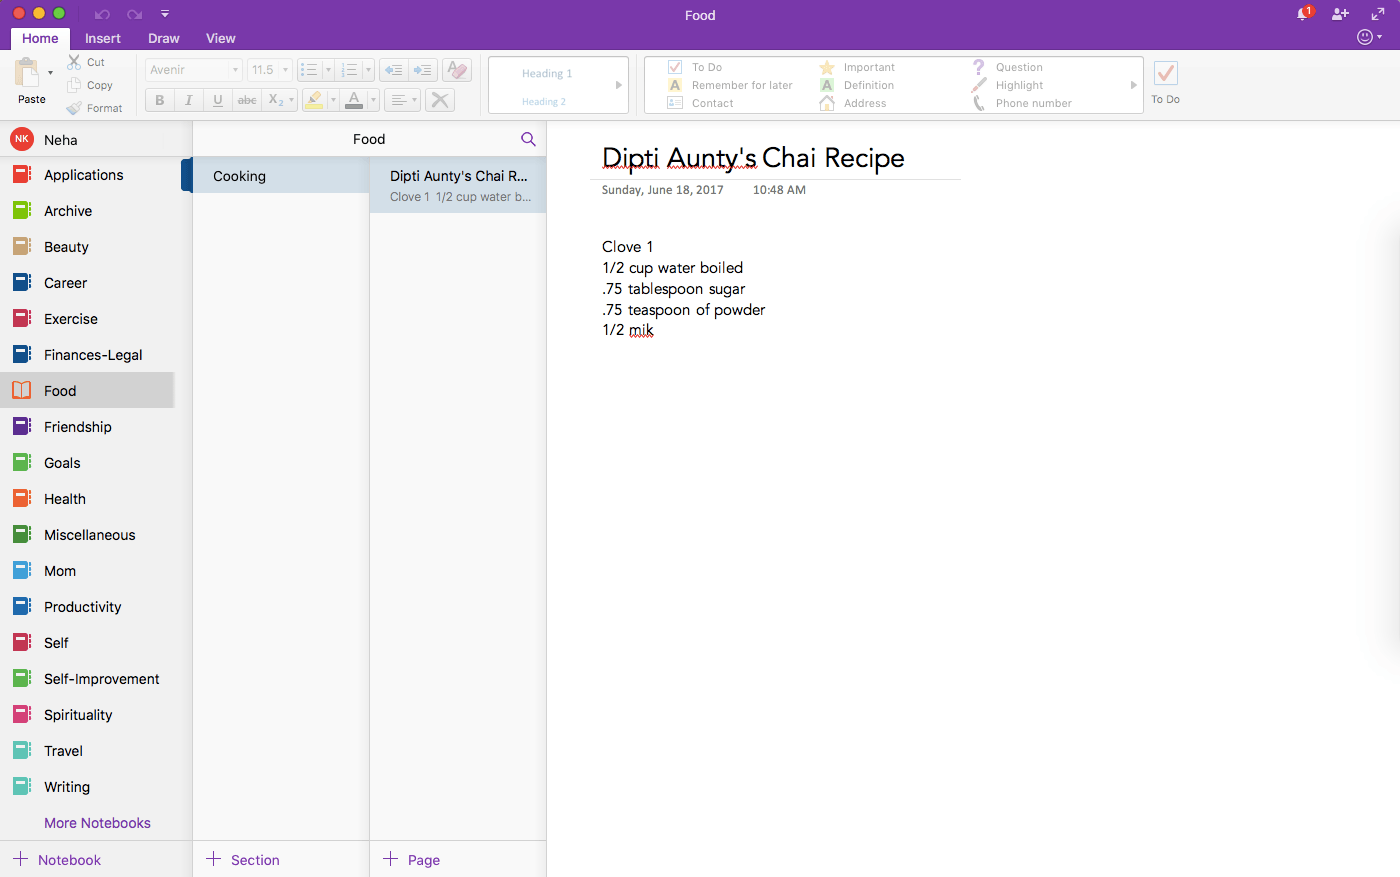 Food
1
Home Insert Draw View
Paste
Cut
Copy
Format
Avenir 11.5
B I U abc X2 A
Heading 1
Heading 2
To Do
Remember for later
Contact
Important
Definition
Address
Question
Highlight
Phone number
To Do
NK Neha
Applications
Archive
Beauty
Career
Exercise
Finances-Legal
Food
Friendship
Goals
Health
Miscellaneous
Mom
Productivity
Self
Self-Improvement
Spirituality
Travel
Writing
More Notebooks
+ Notebook
Food
Cooking
+ Section
Dipti Aunty's Chai R...
Clove 1 1/2 cup water b...
+ Page
Dipti Aunty's Chai Recipe
Sunday, June 18, 2017 10:48 AM
Clove 1
1/2 cup water boiled
.75 tablespoon sugar
.75 teaspoon of powder
1/2 mik